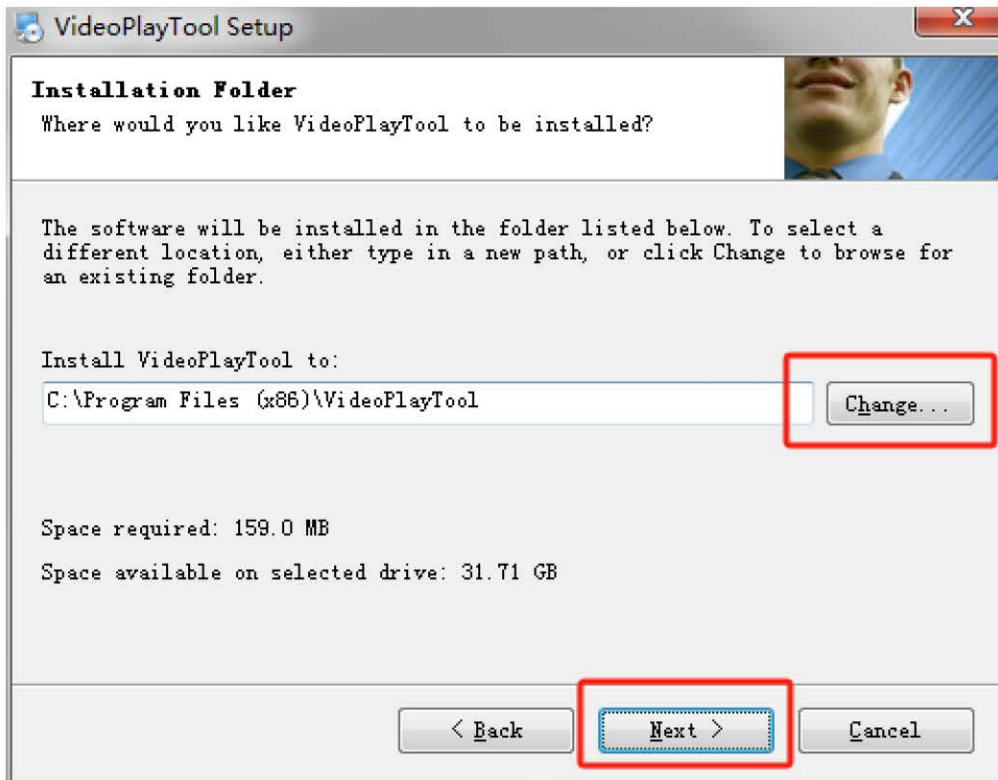 VideoPlayTool Setup
X
Installation Folder
Where would you like VideoPlayTool to be installed?
The software will be installed in the folder listed below. To select a
different location, either type in a new path, or click Change to browse for
an existing folder.
Install VideoPlayTool to:
C:\Program Files (x86)\VideoPlayTool
Change...
Space required: 159.0 MB
Space available on selected drive: 31.71 GB
< Back
Next >
Cancel